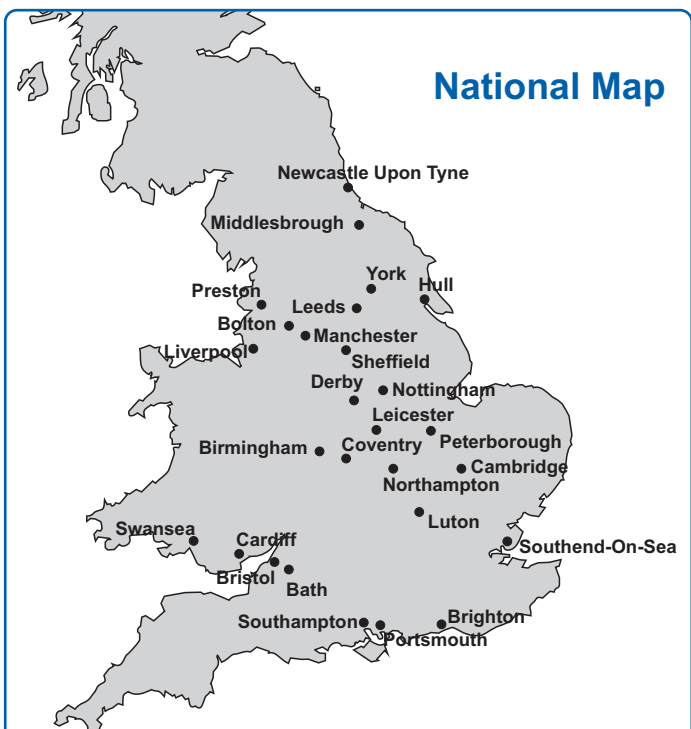 National Map
Newcastle Upon Tyne
Middlesbrough
York
Hull
Preston
Leeds
Bolton
Manchester
Liverpool
Sheffield
Derby
Nottingham
Leicester
Peterborough
Birmingham
Coventry
Cambridge
Northampton
Luton
Swansea
Cardiff
Southend-On-Sea
Bristol
Bath
Southampton
Brighton
Portsmouth